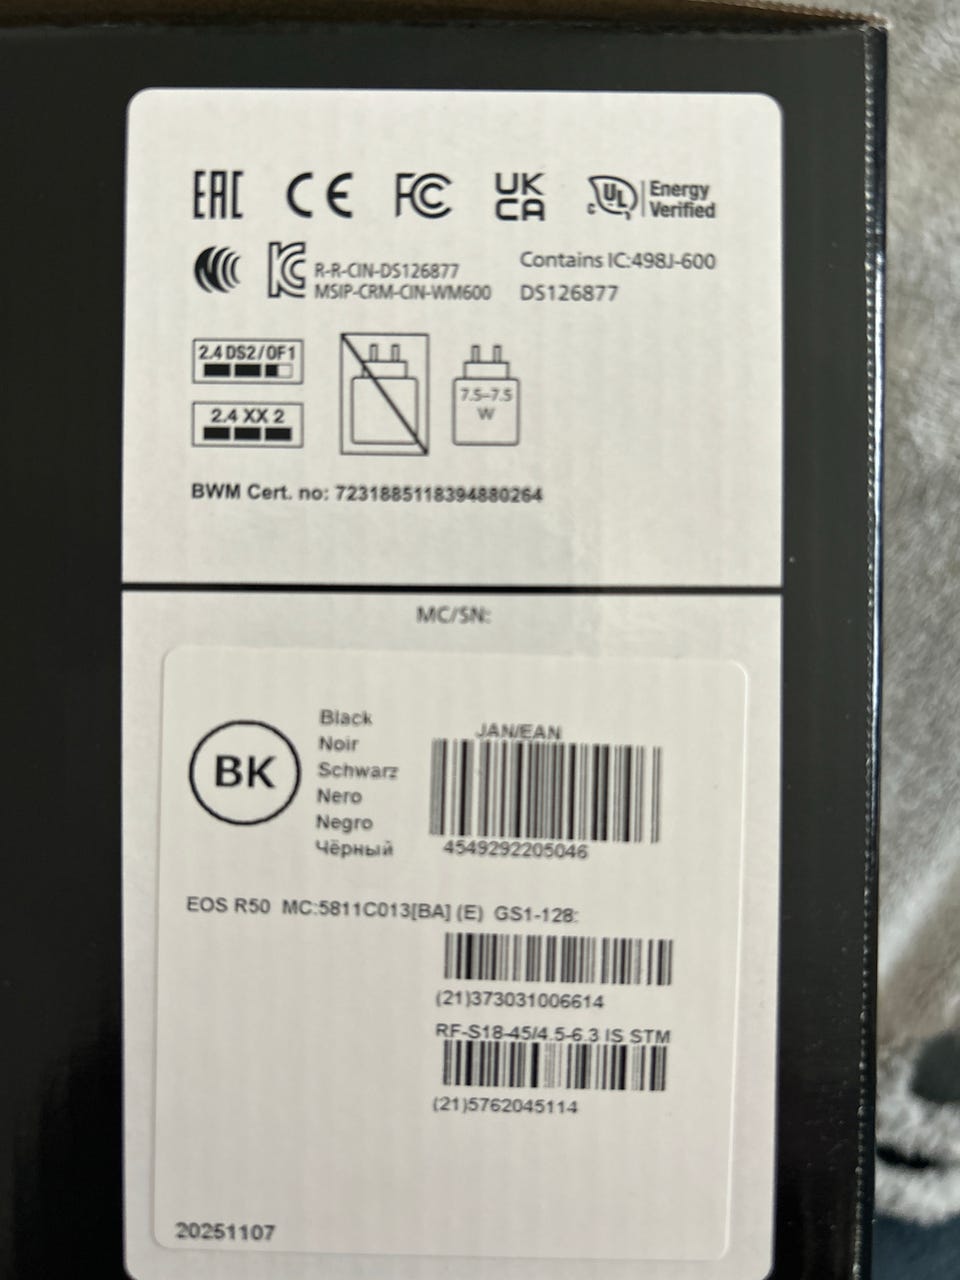 EAC CE FC UK CA c UL Energy Verified
R-R-CIN-DS126877
MSIP-CRM-CIN-WM600
Contains IC:498J-600
DS126877
2.4 DS2/OF1
2.4 XX 2
7.5–7.5
W
BWM Cert. no: 7231885118394880264
MC/SN:
BK
Black
Noir
Schwarz
Nero
Negro
Чёрный
JAN/EAN
4549292205046
EOS R50 MC:5811C013[BA] (E) GS1-128:
(21)373031006614
RF-S18-45/4.5-6.3 IS STM
(21)5762045114
20251107